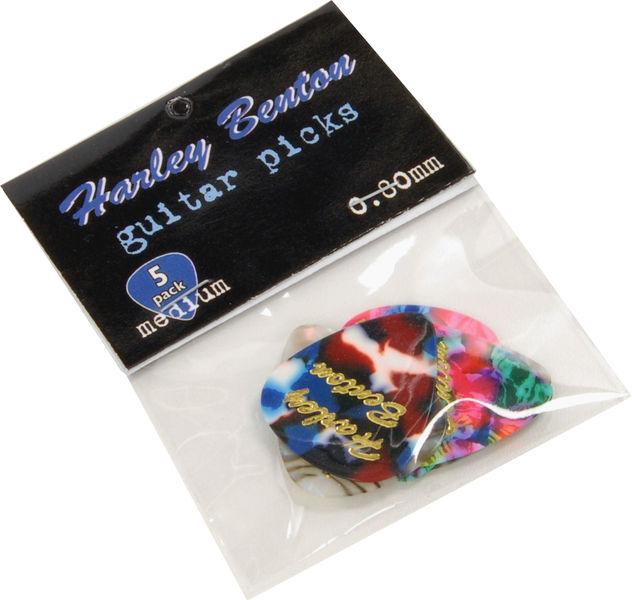 Harley Benton
guitar picks
0.80mm
5
pack
medium
Harley
Benton